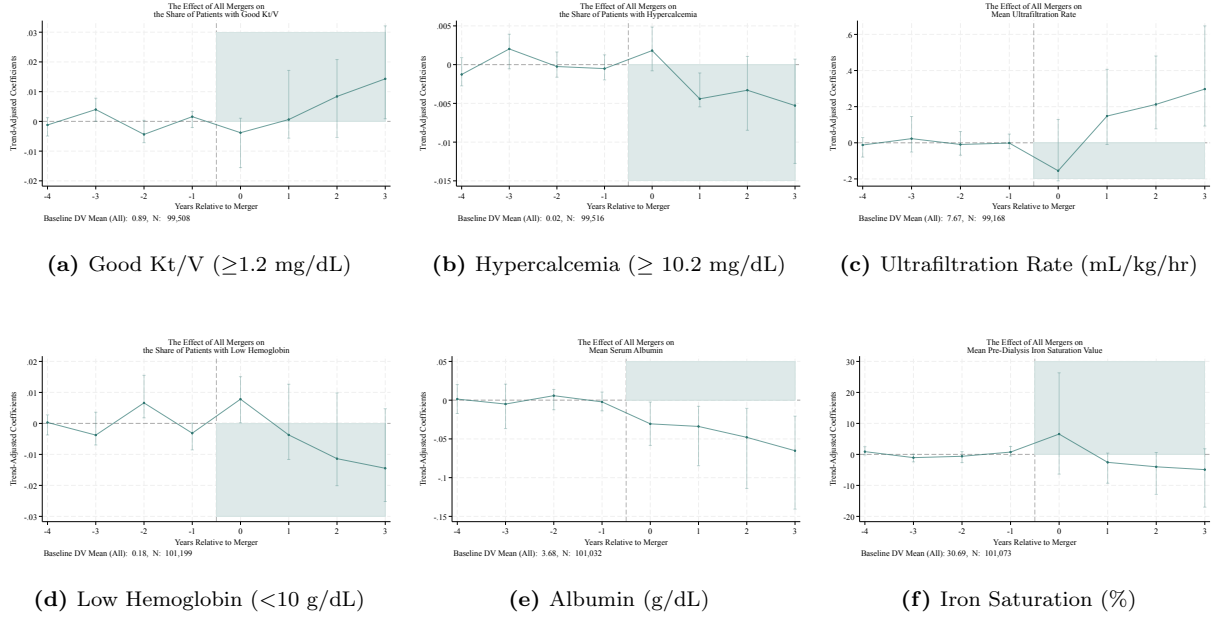 The Effect of All Mergers on
the Share of Patients with Good Kt/V
Trend-Adjusted Coefficients
.03
.03
.01
0
-.01
-.02
-4 -3 -2 -1 0 1 2 3
Years Relative to Merger
Baseline DV Mean (All): 0.89, N: 99,508
(a) Good Kt/V (≥1.2 mg/dL)
The Effect of All Mergers on
the Share of Patients with Hypercalcemia
Trend-Adjusted Coefficients
.005
0
-.005
-.01
-.015
-4 -3 -2 -1 0 1 2 3
Years Relative to Merger
Baseline DV Mean (All): 0.02, N: 99,516
(b) Hypercalcemia (≥ 10.2 mg/dL)
The Effect of All Mergers on
Mean Ultrafiltration Rate
Trend-Adjusted Coefficients
.6
.4
.2
0
-.2
-4 -3 -2 -1 0 1 2 3
Years Relative to Merger
Baseline DV Mean (All): 7.67, N: 99,168
(c) Ultrafiltration Rate (mL/kg/hr)
The Effect of All Mergers on
the Share of Patients with Low Hemoglobin
Trend-Adjusted Coefficients
.02
.01
0
-.01
-.02
-.03
-4 -3 -2 -1 0 1 2 3
Years Relative to Merger
Baseline DV Mean (All): 0.18, N: 101,199
(d) Low Hemoglobin (<10 g/dL)
The Effect of All Mergers on
Mean Serum Albumin
Trend-Adjusted Coefficients
.05
0
-.05
-.1
-.15
-4 -3 -2 -1 0 1 2 3
Years Relative to Merger
Baseline DV Mean (All): 3.68, N: 101,032
(e) Albumin (g/dL)
The Effect of All Mergers on
Mean Pre-Dialysis Iron Saturation Value
Trend-Adjusted Coefficients
30
20
10
0
-10
-20
-4 -3 -2 -1 0 1 2 3
Years Relative to Merger
Baseline DV Mean (All): 30.69, N: 101,073
(f) Iron Saturation (%)